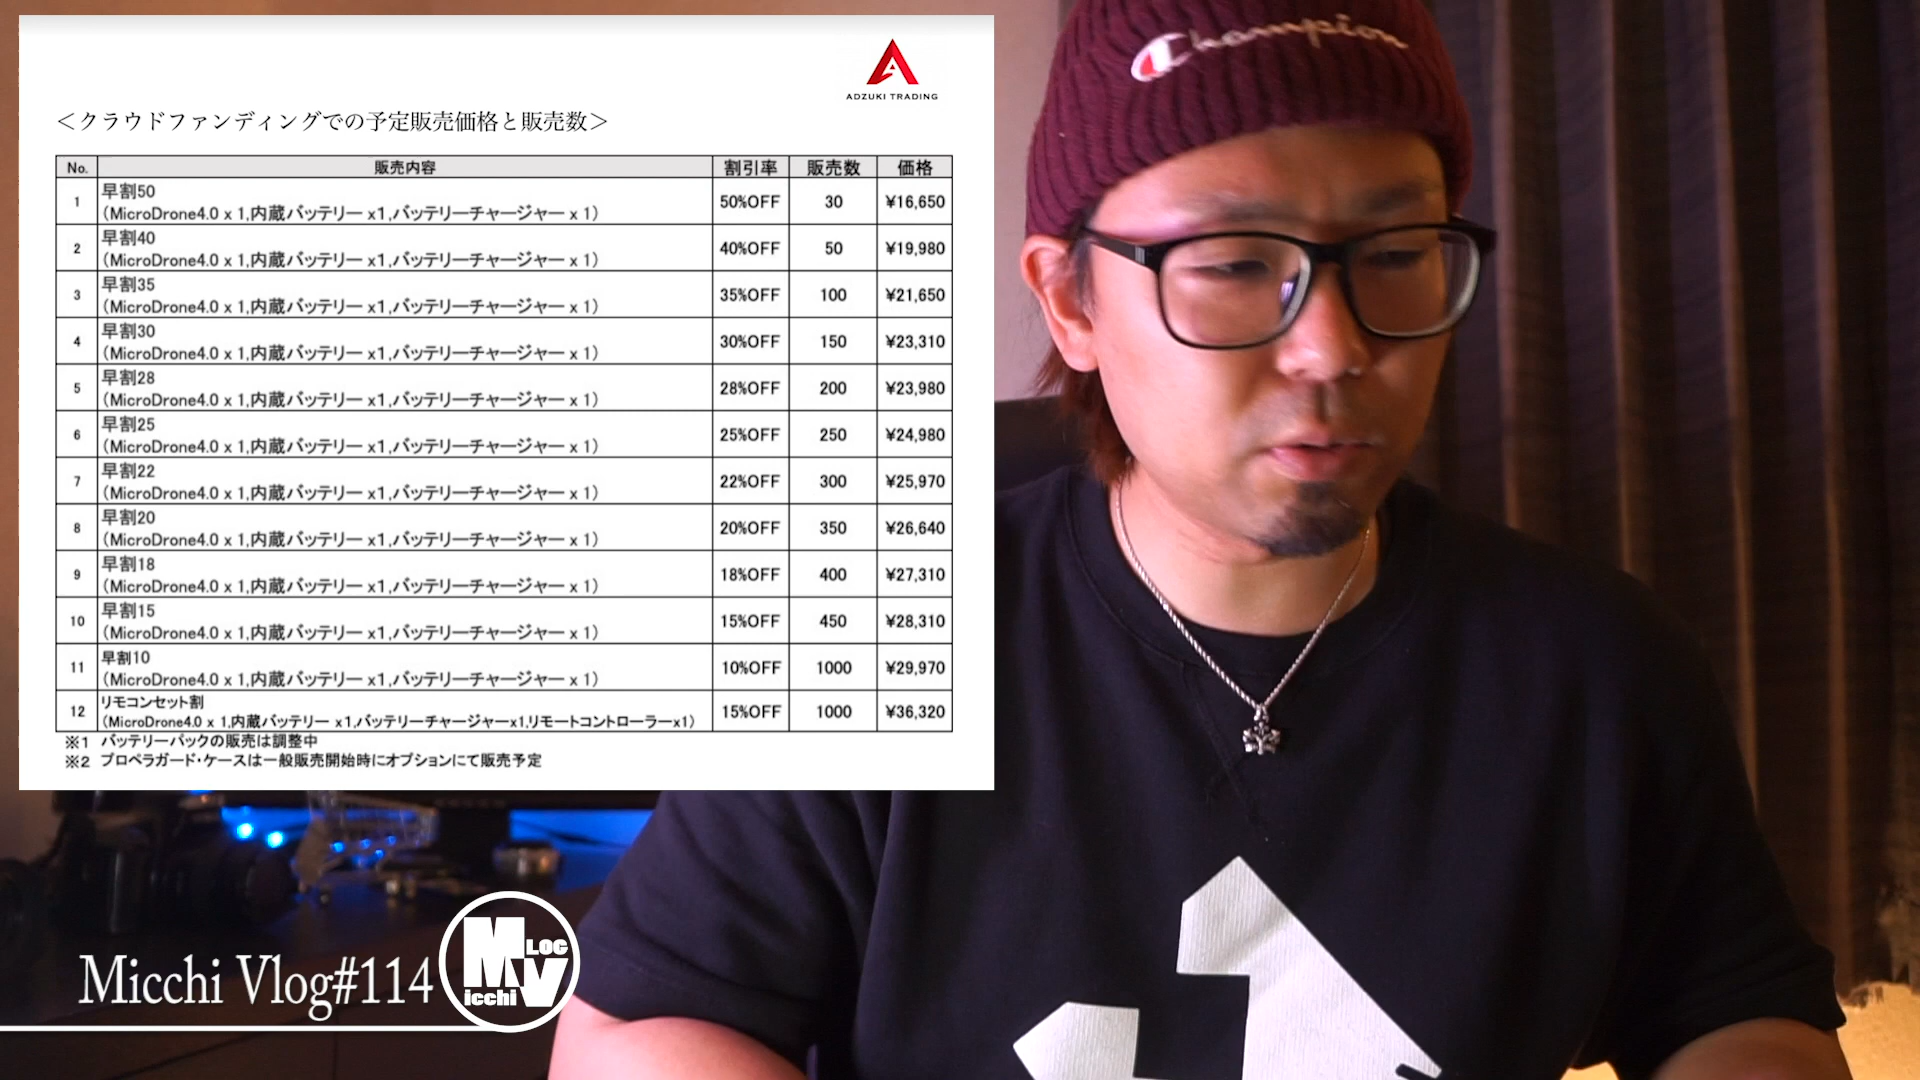 ADZUKI TRADING
＜クラウドファンディングでの予定販売価格と販売数＞
No. 販売内容 割引率 販売数 価格
1 早割50 (MicroDrone4.0 x 1,内蔵バッテリー x1,バッテリーチャージャー x 1) 50%OFF 30 ¥16,650
2 早割40 (MicroDrone4.0 x 1,内蔵バッテリー x1,バッテリーチャージャー x 1) 40%OFF 50 ¥19,980
3 早割35 (MicroDrone4.0 x 1,内蔵バッテリー x1,バッテリーチャージャー x 1) 35%OFF 100 ¥21,650
4 早割30 (MicroDrone4.0 x 1,内蔵バッテリー x1,バッテリーチャージャー x 1) 30%OFF 150 ¥23,310
5 早割28 (MicroDrone4.0 x 1,内蔵バッテリー x1,バッテリーチャージャー x 1) 28%OFF 200 ¥23,980
6 早割25 (MicroDrone4.0 x 1,内蔵バッテリー x1,バッテリーチャージャー x 1) 25%OFF 250 ¥24,980
7 早割22 (MicroDrone4.0 x 1,内蔵バッテリー x1,バッテリーチャージャー x 1) 22%OFF 300 ¥25,970
8 早割20 (MicroDrone4.0 x 1,内蔵バッテリー x1,バッテリーチャージャー x 1) 20%OFF 350 ¥26,640
9 早割18 (MicroDrone4.0 x 1,内蔵バッテリー x1,バッテリーチャージャー x 1) 18%OFF 400 ¥27,310
10 早割15 (MicroDrone4.0 x 1,内蔵バッテリー x1,バッテリーチャージャー x 1) 15%OFF 450 ¥28,310
11 早割10 (MicroDrone4.0 x 1,内蔵バッテリー x1,バッテリーチャージャー x 1) 10%OFF 1000 ¥29,970
12 リモコンセット割 (MicroDrone4.0 x 1,内蔵バッテリー x1,バッテリーチャージャーx1,リモートコントローラーx1) 15%OFF 1000 ¥36,320
※1 バッテリーパックの販売は調整中
※2 プロペラガード・ケースは一般販売開始時にオプションにて販売予定
Champion
Micchi Vlog#114
Micchi VLOG